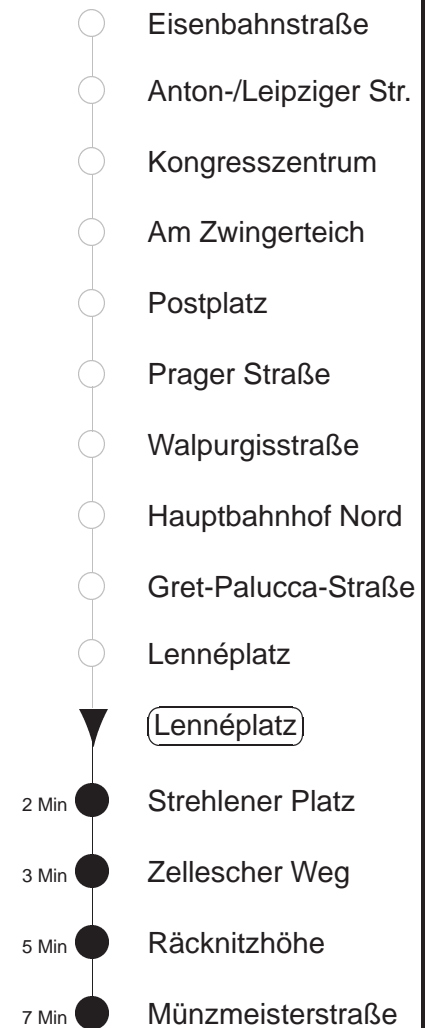 Eisenbahnstraße
Anton-/Leipziger Str.
Kongresszentrum
Am Zwingerteich
Postplatz
Prager Straße
Walpurgisstraße
Hauptbahnhof Nord
Gret-Palucca-Straße
Lennéplatz
Lennéplatz
2 Min Strehlener Platz
3 Min Zellescher Weg
5 Min Räcknitzhöhe
7 Min Münzmeisterstraße